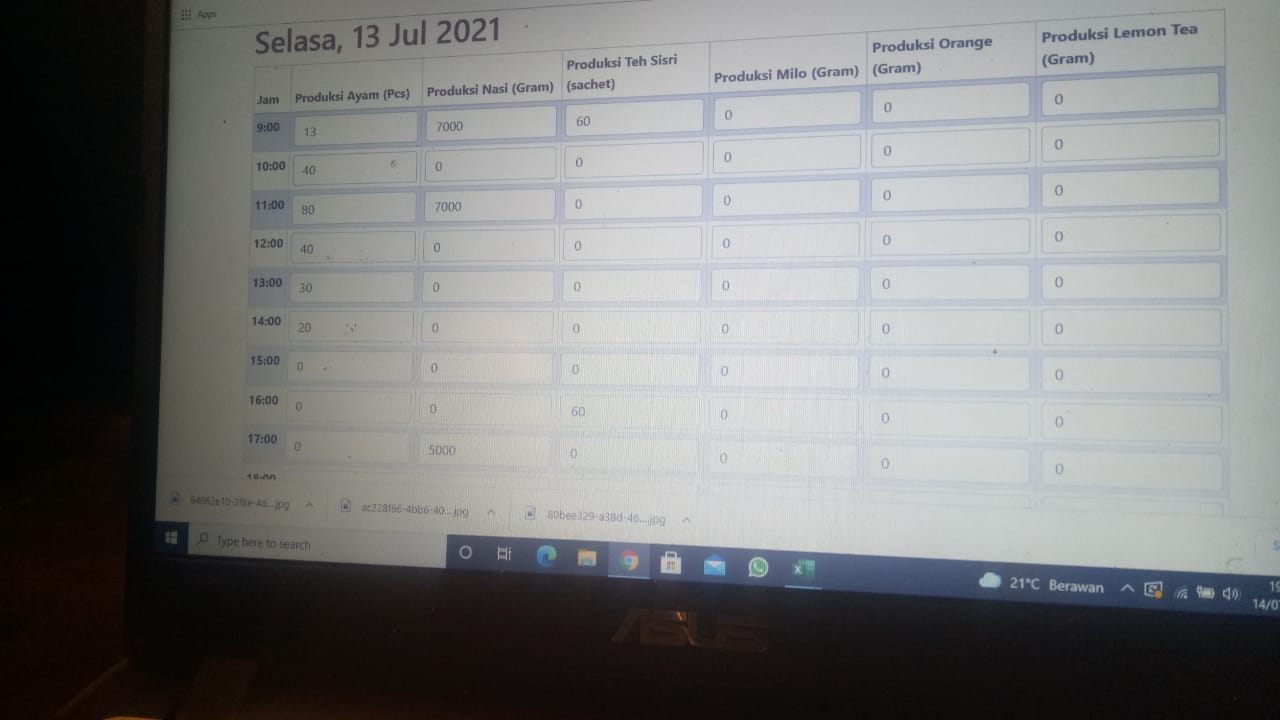 Apps
Selasa, 13 Jul 2021
Jam Produksi Ayam (Pcs) Produksi Nasi (Gram) Produksi Teh Sisri (sachet) Produksi Milo (Gram) Produksi Orange (Gram) Produksi Lemon Tea (Gram)
9:00 13 7000 60 0 0 0
10:00 40 0 0 0 0 0
11:00 80 7000 0 0 0 0
12:00 40 0 0 0 0 0
13:00 30 0 0 0 0 0
14:00 20 0 0 0 0 0
15:00 0 0 0 0 0 0
16:00 0 0 60 0 0 0
17:00 0 5000 0 0 0 0
18:00
94062e10-3f8e-4d...jpg ac228f66-4bb6-40...jpg 80bee329-a38d-46....jpg
Type here to search
21°C Berawan
14/0
ASUS